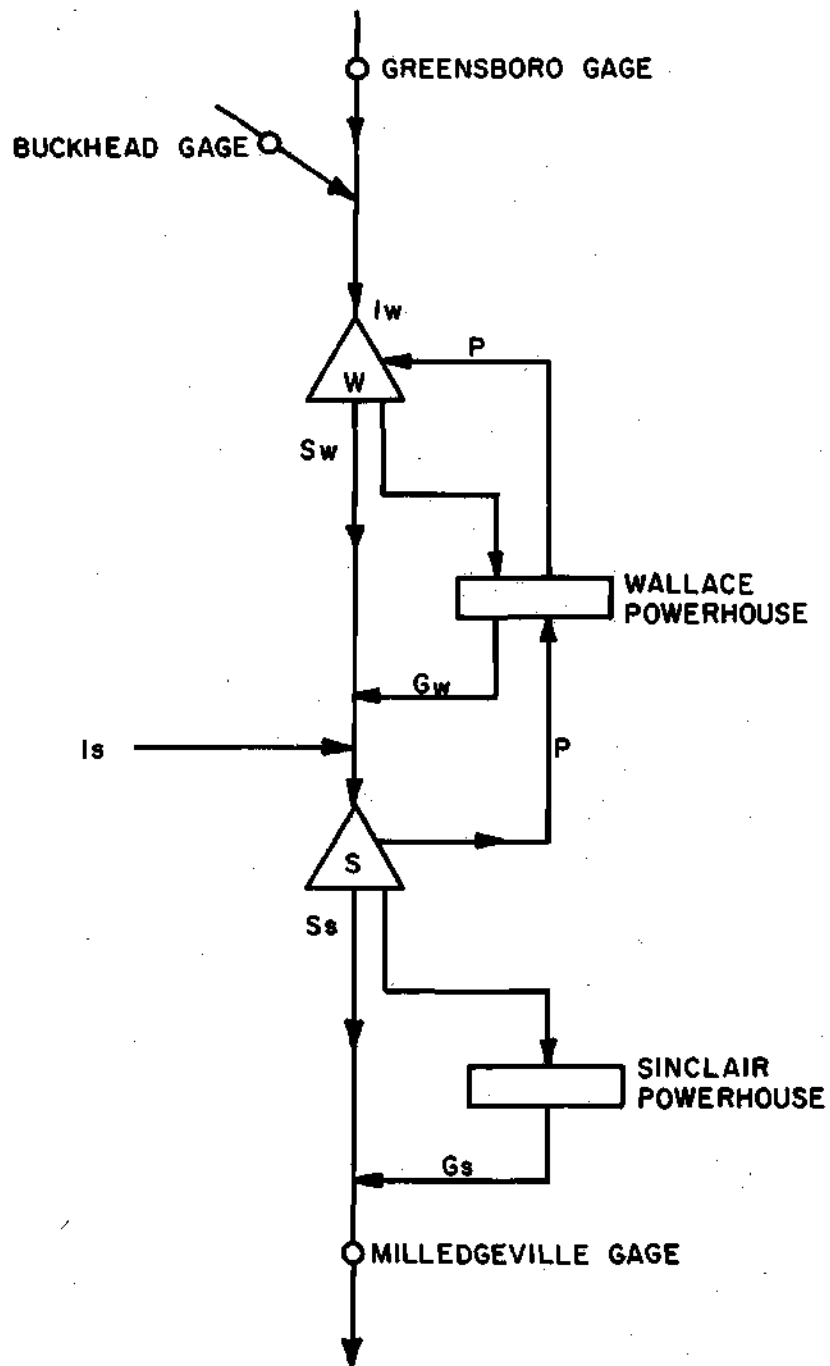 GREENSBORO GAGE
BUCKHEAD GAGE
Iw
P
W
Sw
WALLACE
POWERHOUSE
Gw
Is
P
S
Ss
SINCLAIR
POWERHOUSE
Gs
MILLEDGEVILLE GAGE